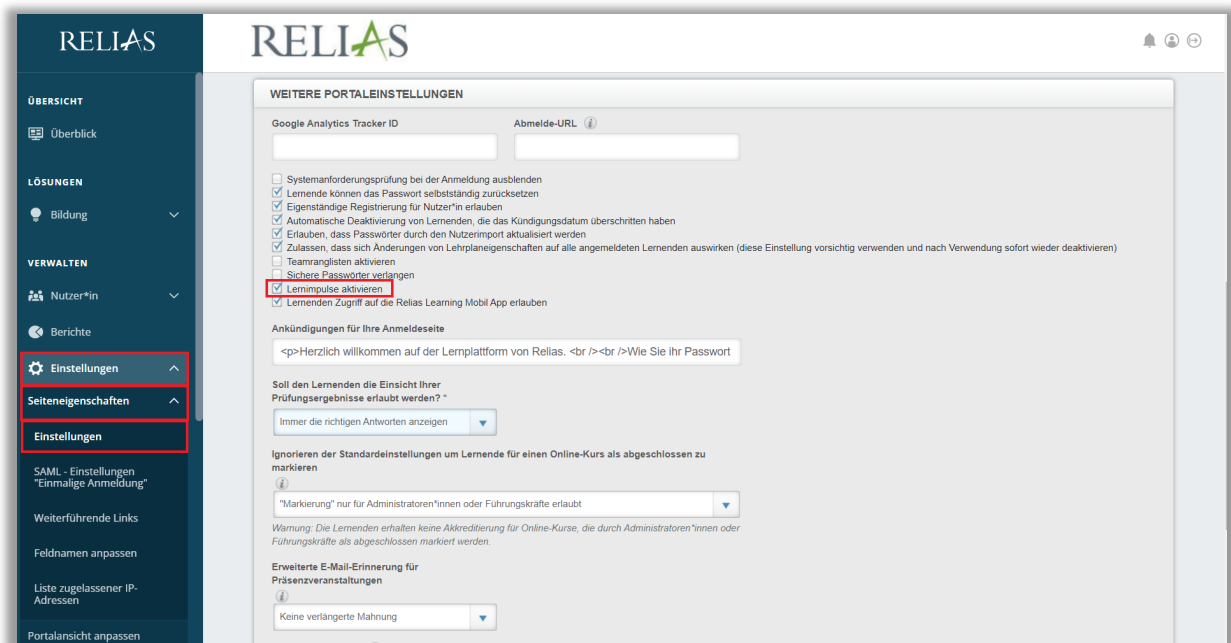 RELIAS
ÜBERSICHT
Überblick
LÖSUNGEN
Bildung
VERWALTEN
Nutzer*in
Berichte
Einstellungen
Seiteneigenschaften
Einstellungen
SAML - Einstellungen
"Einmalige Anmeldung"
Weiterführende Links
Feldnamen anpassen
Liste zugelassener IP-
Adressen
Portalansicht anpassen
RELIAS
WEITERE PORTALEINSTELLUNGEN
Google Analytics Tracker ID Abmelde-URL
Systemanforderungsprüfung bei der Anmeldung ausblenden
Lernende können das Passwort selbstständig zurücksetzen
Eigenständige Registrierung für Nutzer*in erlauben
Automatische Deaktivierung von Lernenden, die das Kündigungsdatum überschritten haben
Erlauben, dass Passwörter durch den Nutzerimport aktualisiert werden
Zulassen, dass sich Änderungen von Lehrplaneigenschaften auf alle angemeldeten Lernenden auswirken (diese Einstellung vorsichtig verwenden und nach Verwendung sofort wieder deaktivieren)
Teamranglisten aktivieren
Sichere Passwörter verlangen
Lernimpulse aktivieren
Lernenden Zugriff auf die Relias Learning Mobil App erlauben
Ankündigungen für Ihre Anmeldeseite
<p>Herzlich willkommen auf der Lernplattform von Relias. <br /><br />Wie Sie ihr Passwort
Soll den Lernenden die Einsicht Ihrer
Prüfungsergebnisse erlaubt werden? *
Immer die richtigen Antworten anzeigen
Ignorieren der Standardeinstellungen um Lernende für einen Online-Kurs als abgeschlossen zu
markieren
"Markierung" nur für Administratoren*innen oder Führungskräfte erlaubt
Warnung: Die Lernenden erhalten keine Akkreditierung für Online-Kurse, die durch Administratoren*innen oder
Führungskräfte als abgeschlossen markiert werden.
Erweiterte E-Mail-Erinnerung für
Präsenzveranstaltungen
Keine verlängerte Mahnung